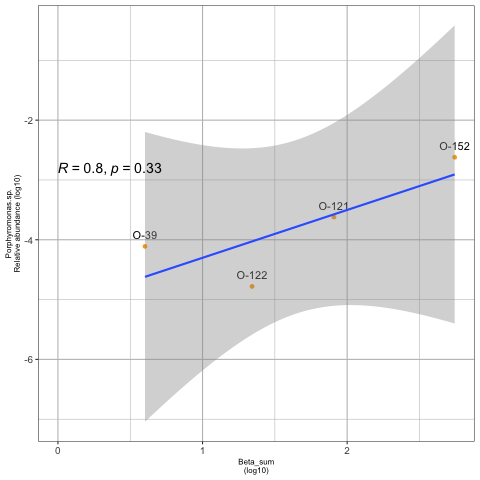 -2
-4
-6
Porphyromonas.sp.
Relative abundance (log10)
R = 0.8, p = 0.33
O-152
O-121
O-39
O-122
0
1
2
Beta_sum
(log10)